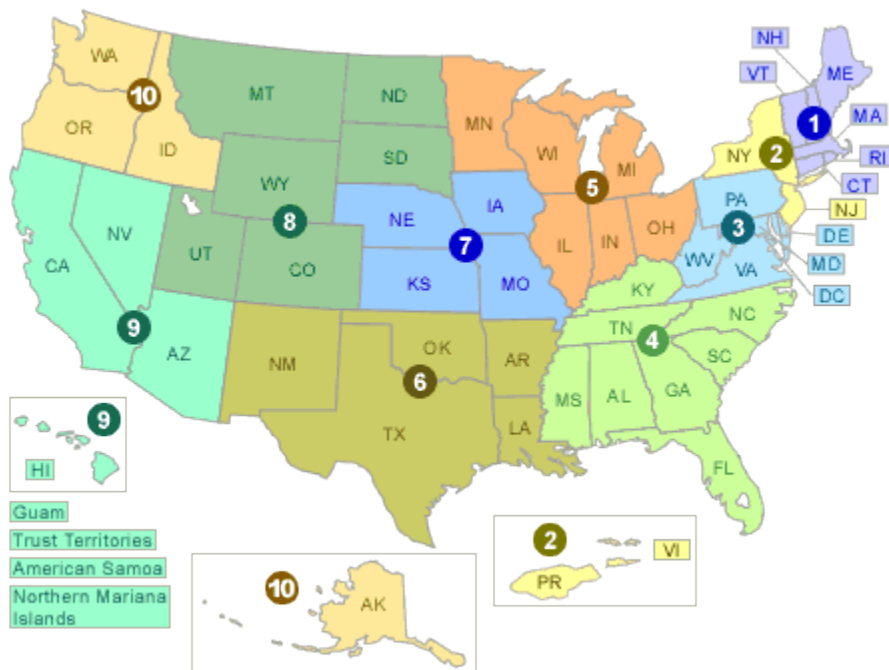 WA
10
OR
ID
MT
ND
SD
WY
8
UT
CO
NE
IA
7
KS
MO
MN
WI
MI
5
IL
IN
OH
NH
VT
ME
1
MA
RI
CT
NY
2
NJ
PA
3
DE
WV
VA
MD
DC
CA
NV
9
AZ
NM
OK
6
AR
TX
LA
KY
TN
NC
4
SC
MS
AL
GA
FL
9
HI
Guam
Trust Territories
American Samoa
Northern Mariana
Islands
10
AK
2
VI
PR